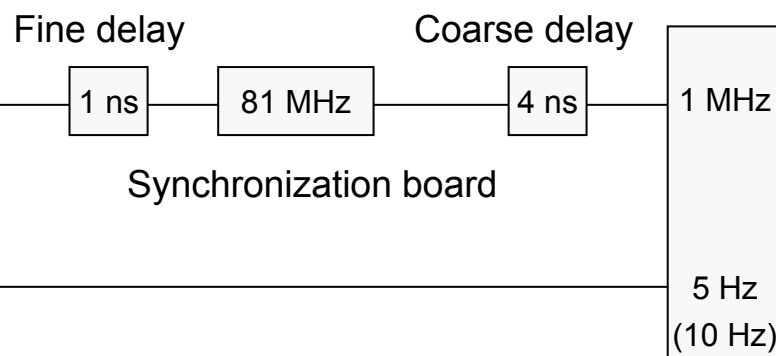 Fine delay
Coarse delay
1 ns
81 MHz
4 ns
1 MHz
Synchronization board
5 Hz
(10 Hz)